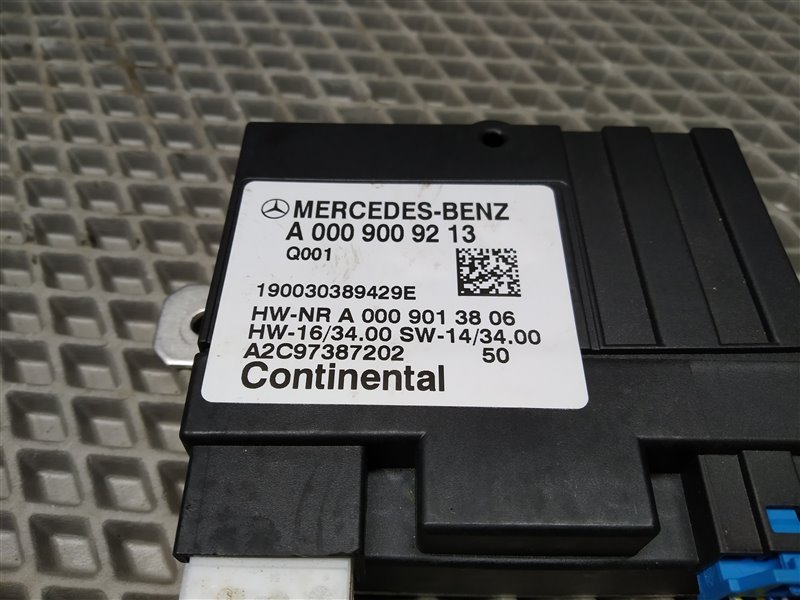 MERCEDES-BENZ
A 000 900 92 13
Q001
190030389429E
HW-NR A 000 901 38 06
HW-16/34.00 SW-14/34.00
A2C97387202 50
Continental